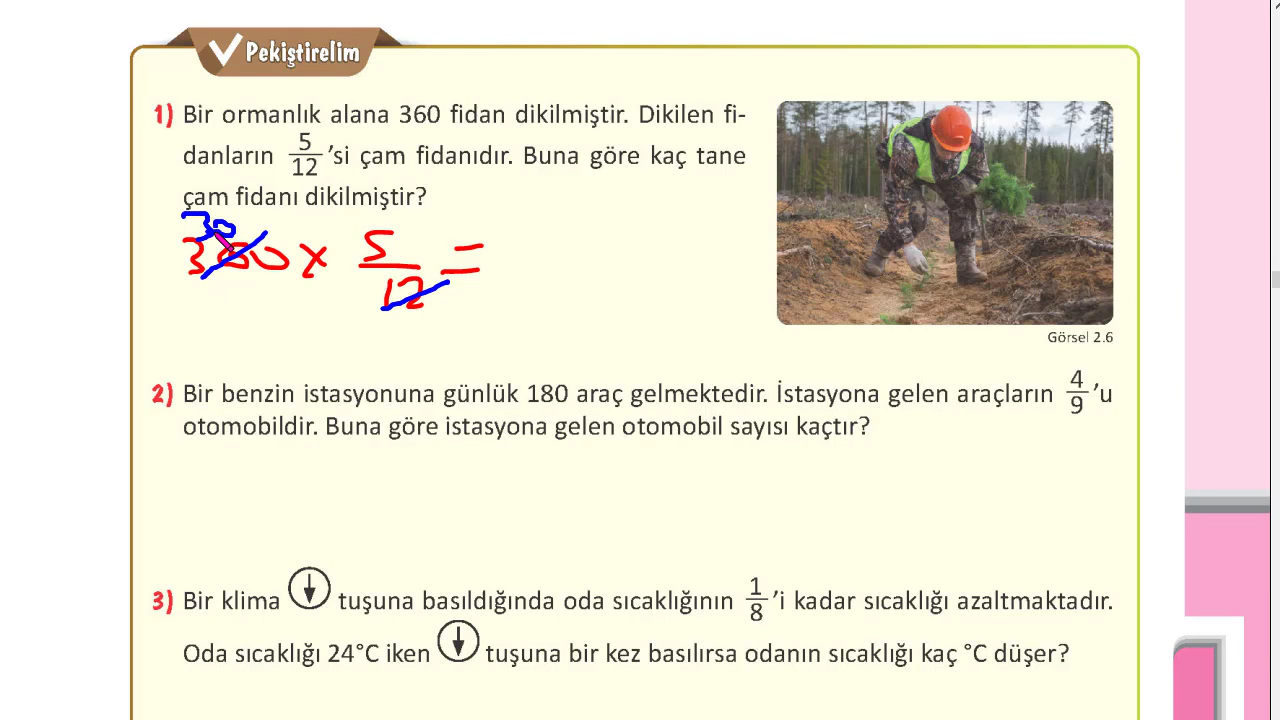 Pekiştirelim
1) Bir ormanlık alana 360 fidan dikilmiştir. Dikilen fi-
danların 5/12 'si çam fidanıdır. Buna göre kaç tane
çam fidanı dikilmiştir?
30
360 x 5/12 =
Görsel 2.6
2) Bir benzin istasyonuna günlük 180 araç gelmektedir. İstasyona gelen araçların 4/9 'u
otomobildir. Buna göre istasyona gelen otomobil sayısı kaçtır?
3) Bir klima ↓ tuşuna basıldığında oda sıcaklığının 1/8 'i kadar sıcaklığı azaltmaktadır.
Oda sıcaklığı 24°C iken ↓ tuşuna bir kez basılırsa odanın sıcaklığı kaç °C düşer?